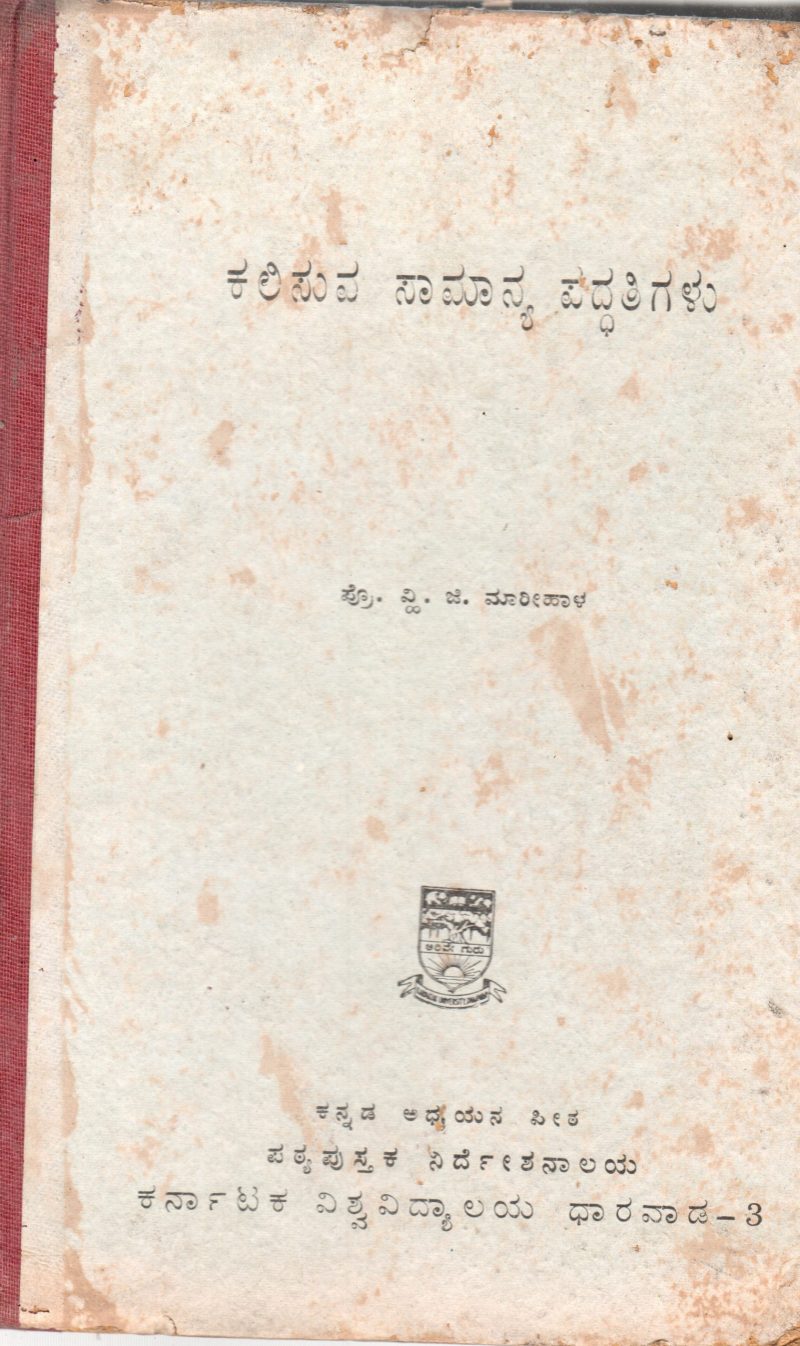 ಕಲಿಸುವ ಸಾಮಾನ್ಯ ಪದ್ಧತಿಗಳು
ಪ್ರೊ. ವ್ಹಿ. ಜಿ. ಮಾರೀಹಾಳ
ಅರಿವೇ ಗುರು
ಕನ್ನಡ ಅಧ್ಯಯನ ಪೀಠ
ಪಠ್ಯಪುಸ್ತಕ ನಿರ್ದೇಶನಾಲಯ
ಕರ್ನಾಟಕ ವಿಶ್ವವಿದ್ಯಾಲಯ ಧಾರವಾಡ–3